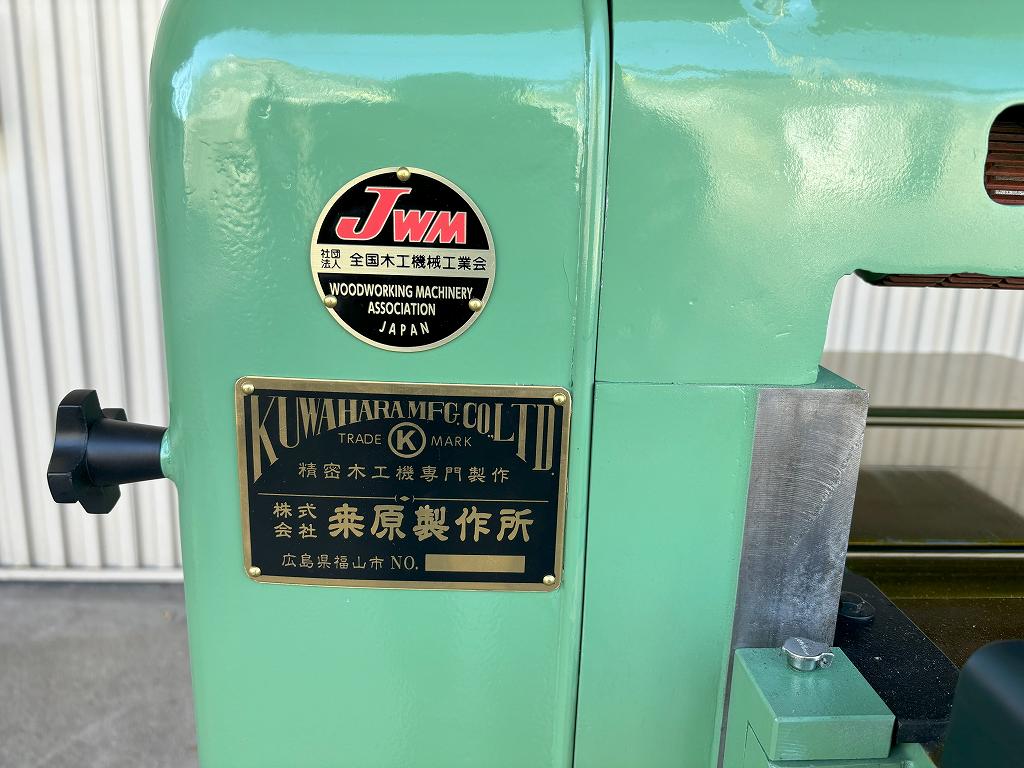 JWM
社団法人 全国木工機械工業会
WOODWORKING MACHINERY
ASSOCIATION
JAPAN
KUWAHARA MFG.CO.,LTD
TRADE K MARK
精密木工機専門製作
株式会社 桒原製作所
広島県福山市 NO.